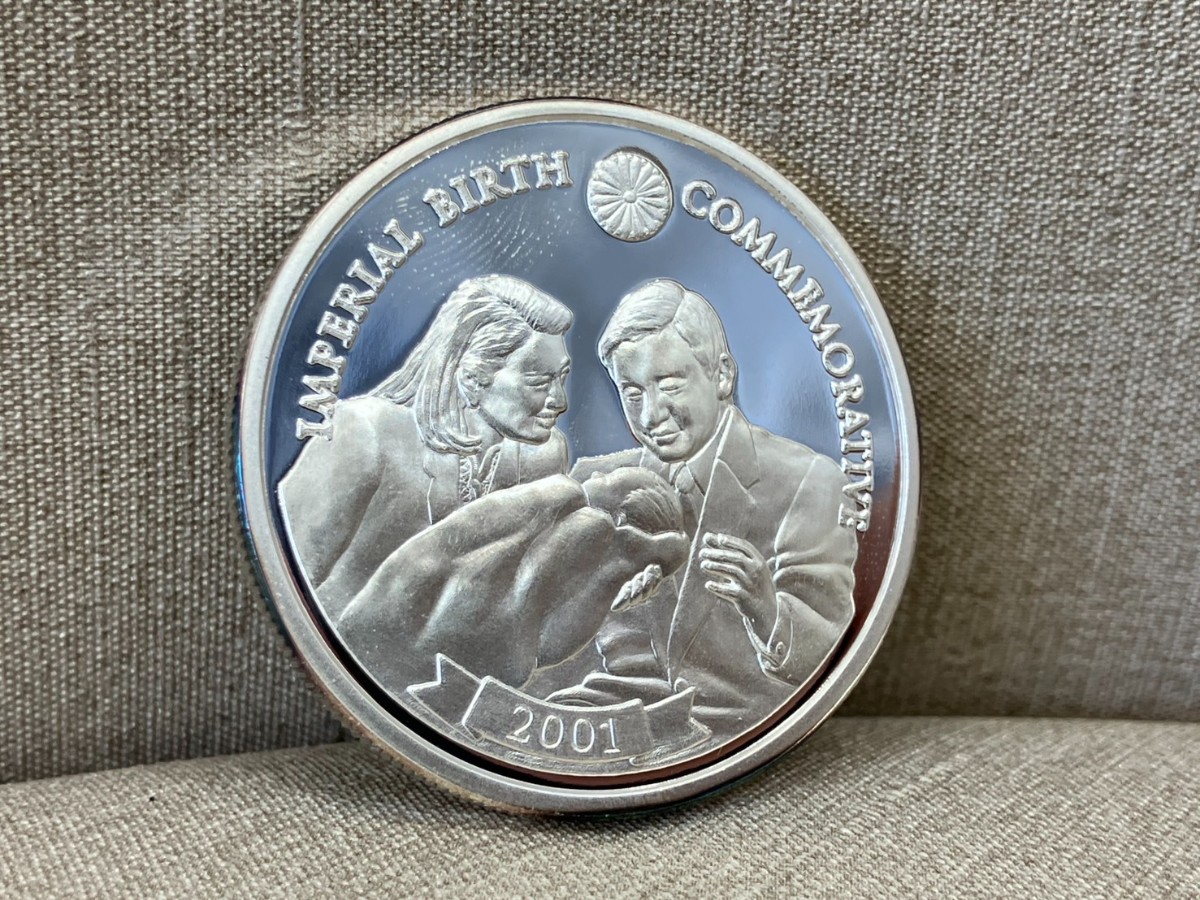 IMPERIAL BIRTH COMMEMORATIVE
2001